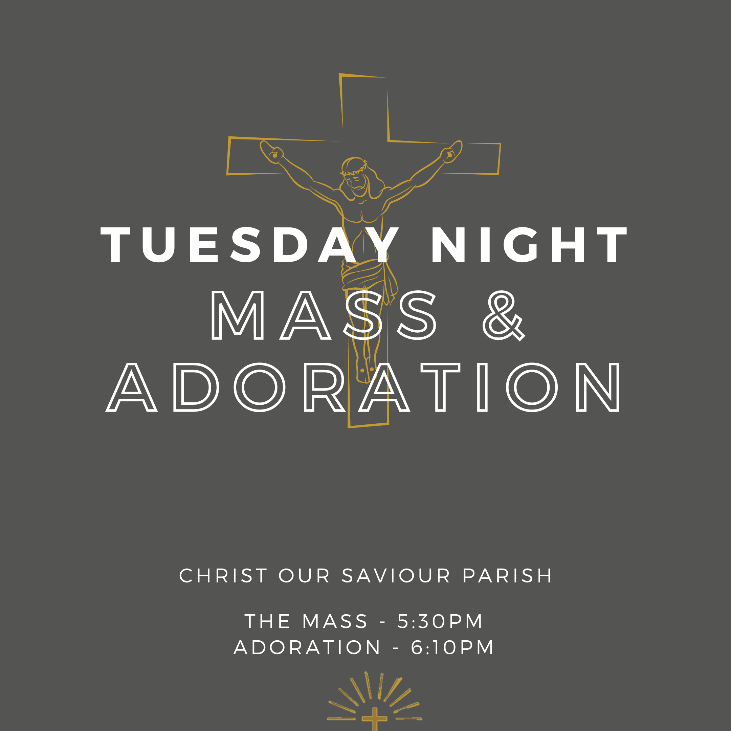 TUESDAY NIGHT
MASS &
ADORATION
CHRIST OUR SAVIOUR PARISH
THE MASS - 5:30PM
ADORATION - 6:10PM